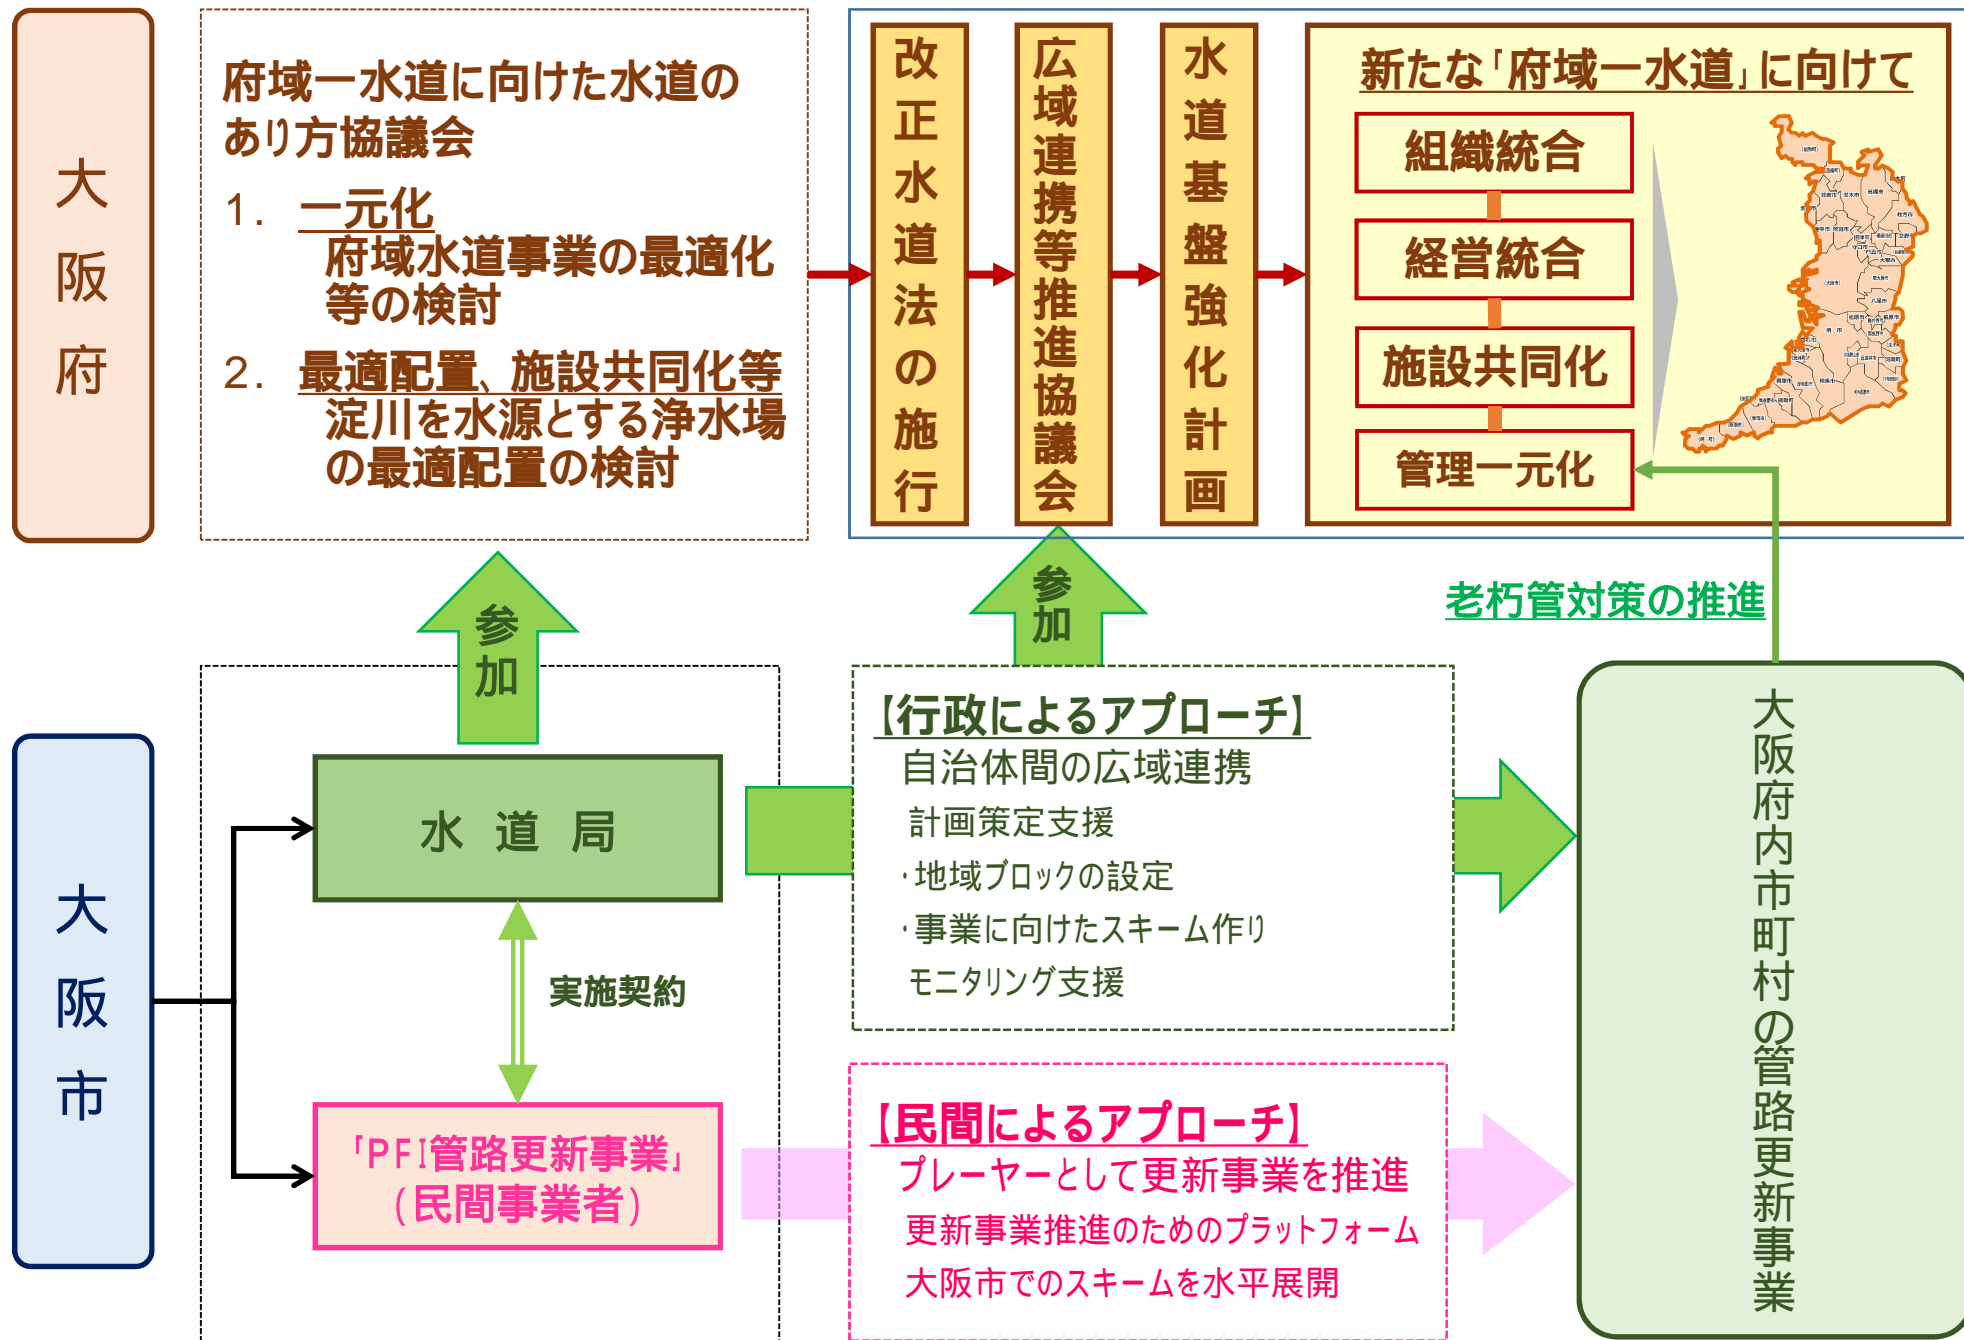 大阪府
府域一水道に向けた水道の
あり方協議会
1. 一元化
府域水道事業の最適化
等の検討
2. 最適配置、施設共同化等
淀川を水源とする浄水場
の最適配置の検討
改正水道法の施行
広域連携等推進協議会
水道基盤強化計画
新たな「府域一水道」に向けて
組織統合
経営統合
施設共同化
管理一元化
参加
参加
老朽管対策の推進
大阪市
水道局
実施契約
「PFI管路更新事業」
(民間事業者)
【行政によるアプローチ】
自治体間の広域連携
計画策定支援
・地域ブロックの設定
・事業に向けたスキーム作り
モニタリング支援
【民間によるアプローチ】
プレーヤーとして更新事業を推進
更新事業推進のためのプラットフォーム
大阪市でのスキームを水平展開
大阪府内市町村の管路更新事業